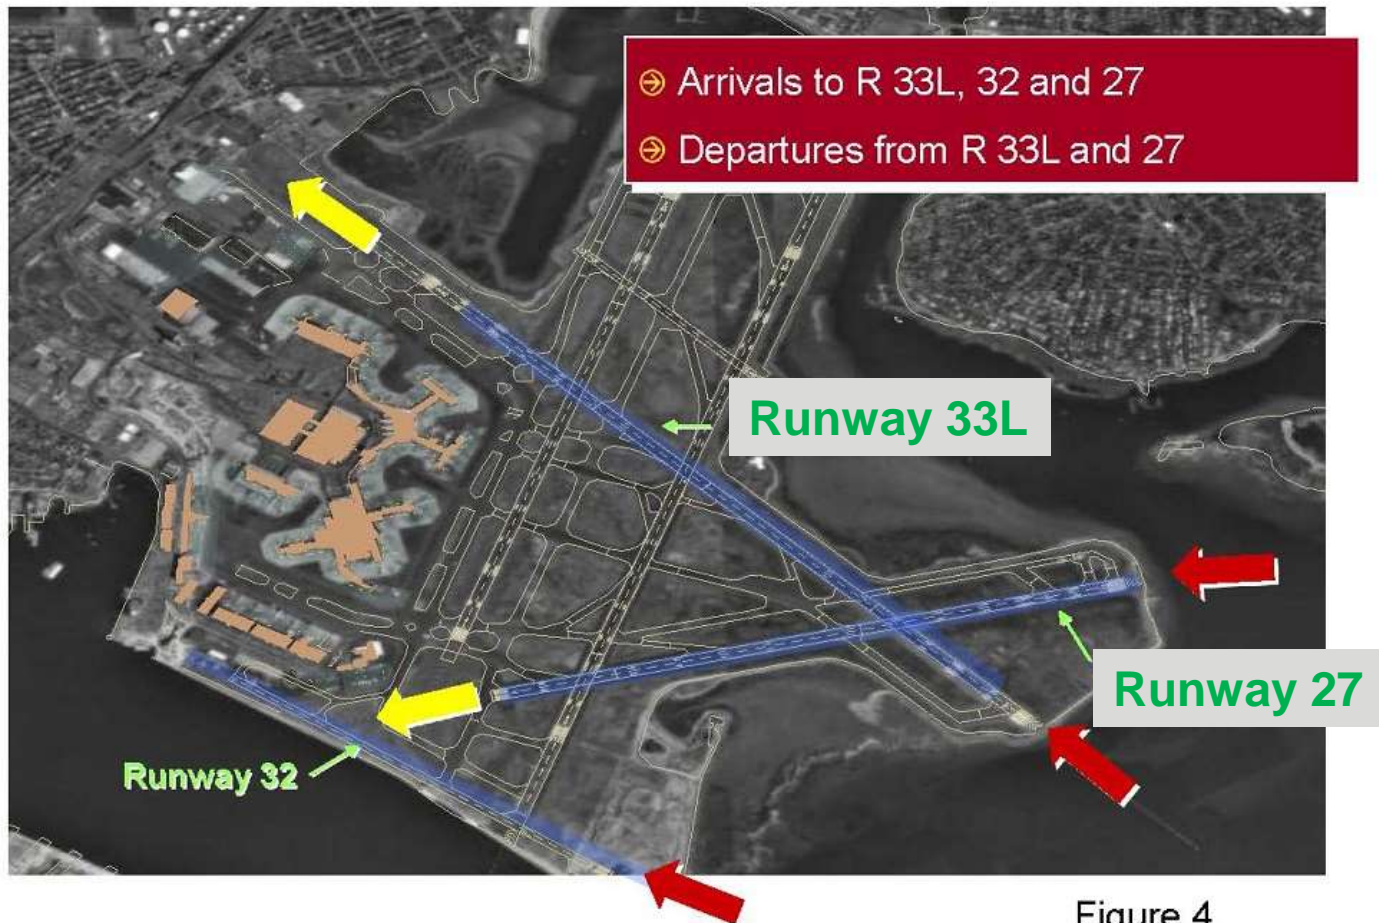 Arrivals to R 33L, 32 and 27
Departures from R 33L and 27
Runway 33L
Runway 27
Runway 32
Figure 4